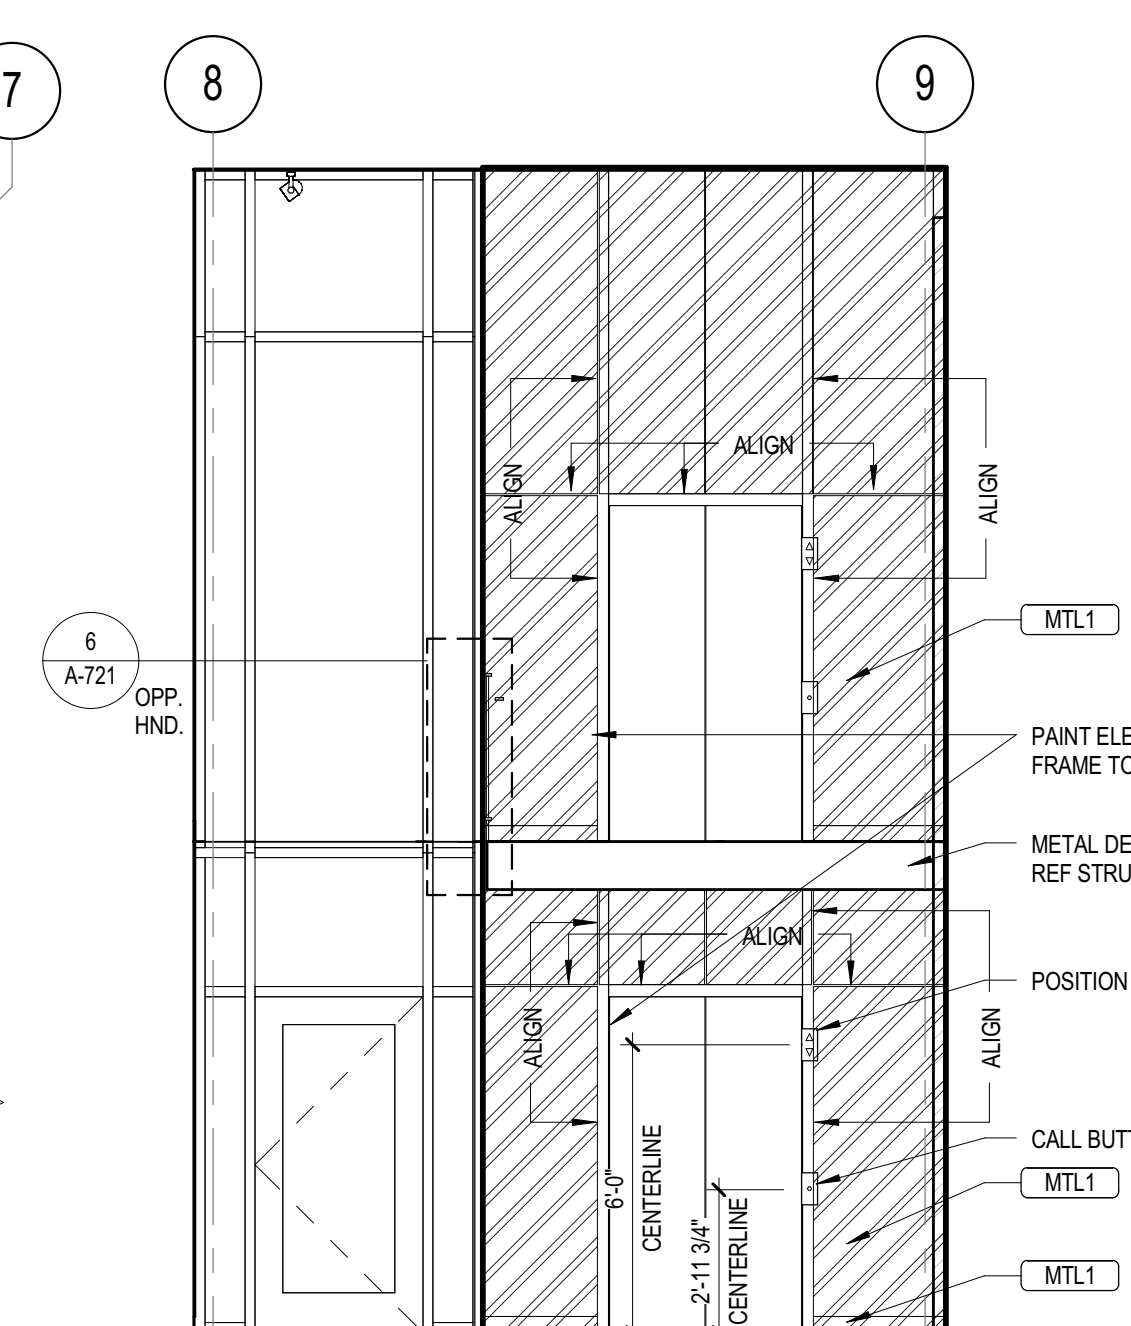 7
8
9
ALIGN
ALIGN
ALIGN
MTL1
6
A-721
OPP.
HND.
PAINT ELE
FRAME TO
METAL DE
REF STRU
ALIGN
POSITION
ALIGN
ALIGN
CALL BUT
MTL1
6'-0"
CENTERLINE
2'-11 3/4"
CENTERLINE
MTL1